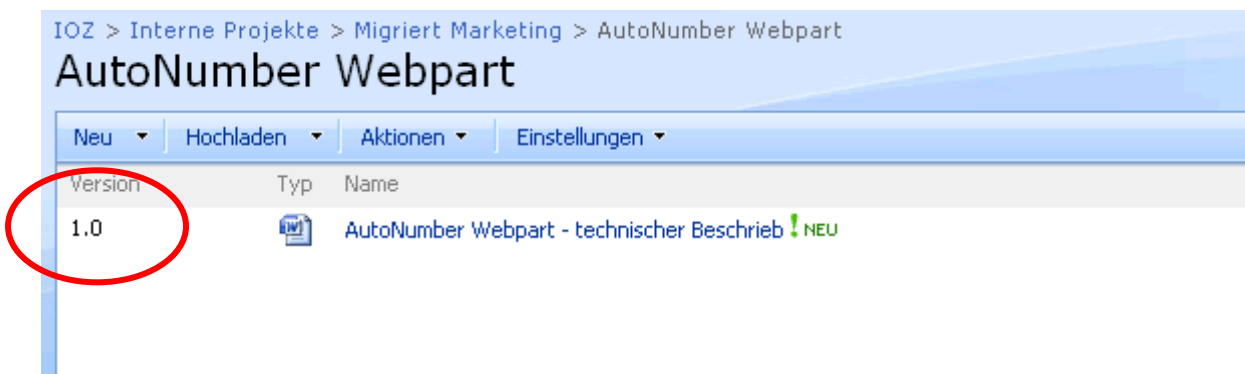 IOZ > Interne Projekte > Migriert Marketing > AutoNumber Webpart
AutoNumber Webpart
Neu Hochladen Aktionen Einstellungen
Version Typ Name
1.0 AutoNumber Webpart - technischer Beschrieb ! NEU